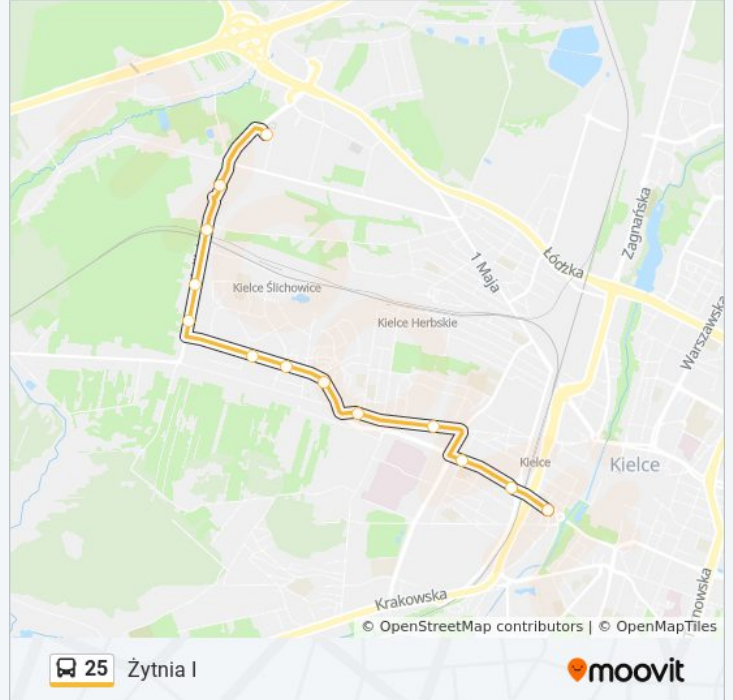 Zagnańska
Łódzka
1 Maja
Kielce Ślichowice
Kielce Herbskie
Warszawska
Kielce
Kielce
Krakowska
nowska
© OpenStreetMap contributors | © OpenMapTiles
25 Żytnia I
moovit